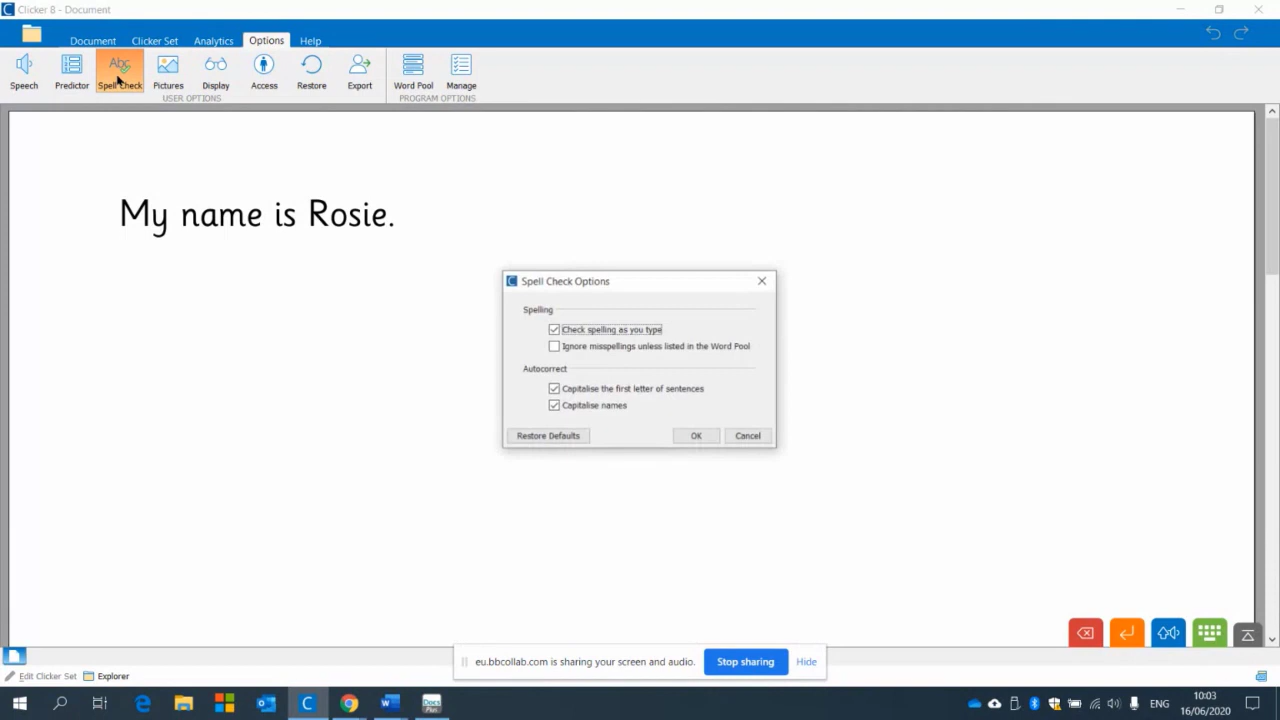 Clicker 8 - Document
Document Clicker Set Analytics Options Help
Speech Predictor Spell Check Pictures Display Access Restore Export Word Pool Manage
USER OPTIONS PROGRAM OPTIONS
My name is Rosie.
Spell Check Options
Spelling
Check spelling as you type
Ignore misspellings unless listed in the Word Pool
Autocorrect
Capitalise the first letter of sentences
Capitalise names
Restore Defaults OK Cancel
eu.bbcollab.com is sharing your screen and audio. Stop sharing Hide
Edit Clicker Set Explorer
ENG 10:03
16/06/2020